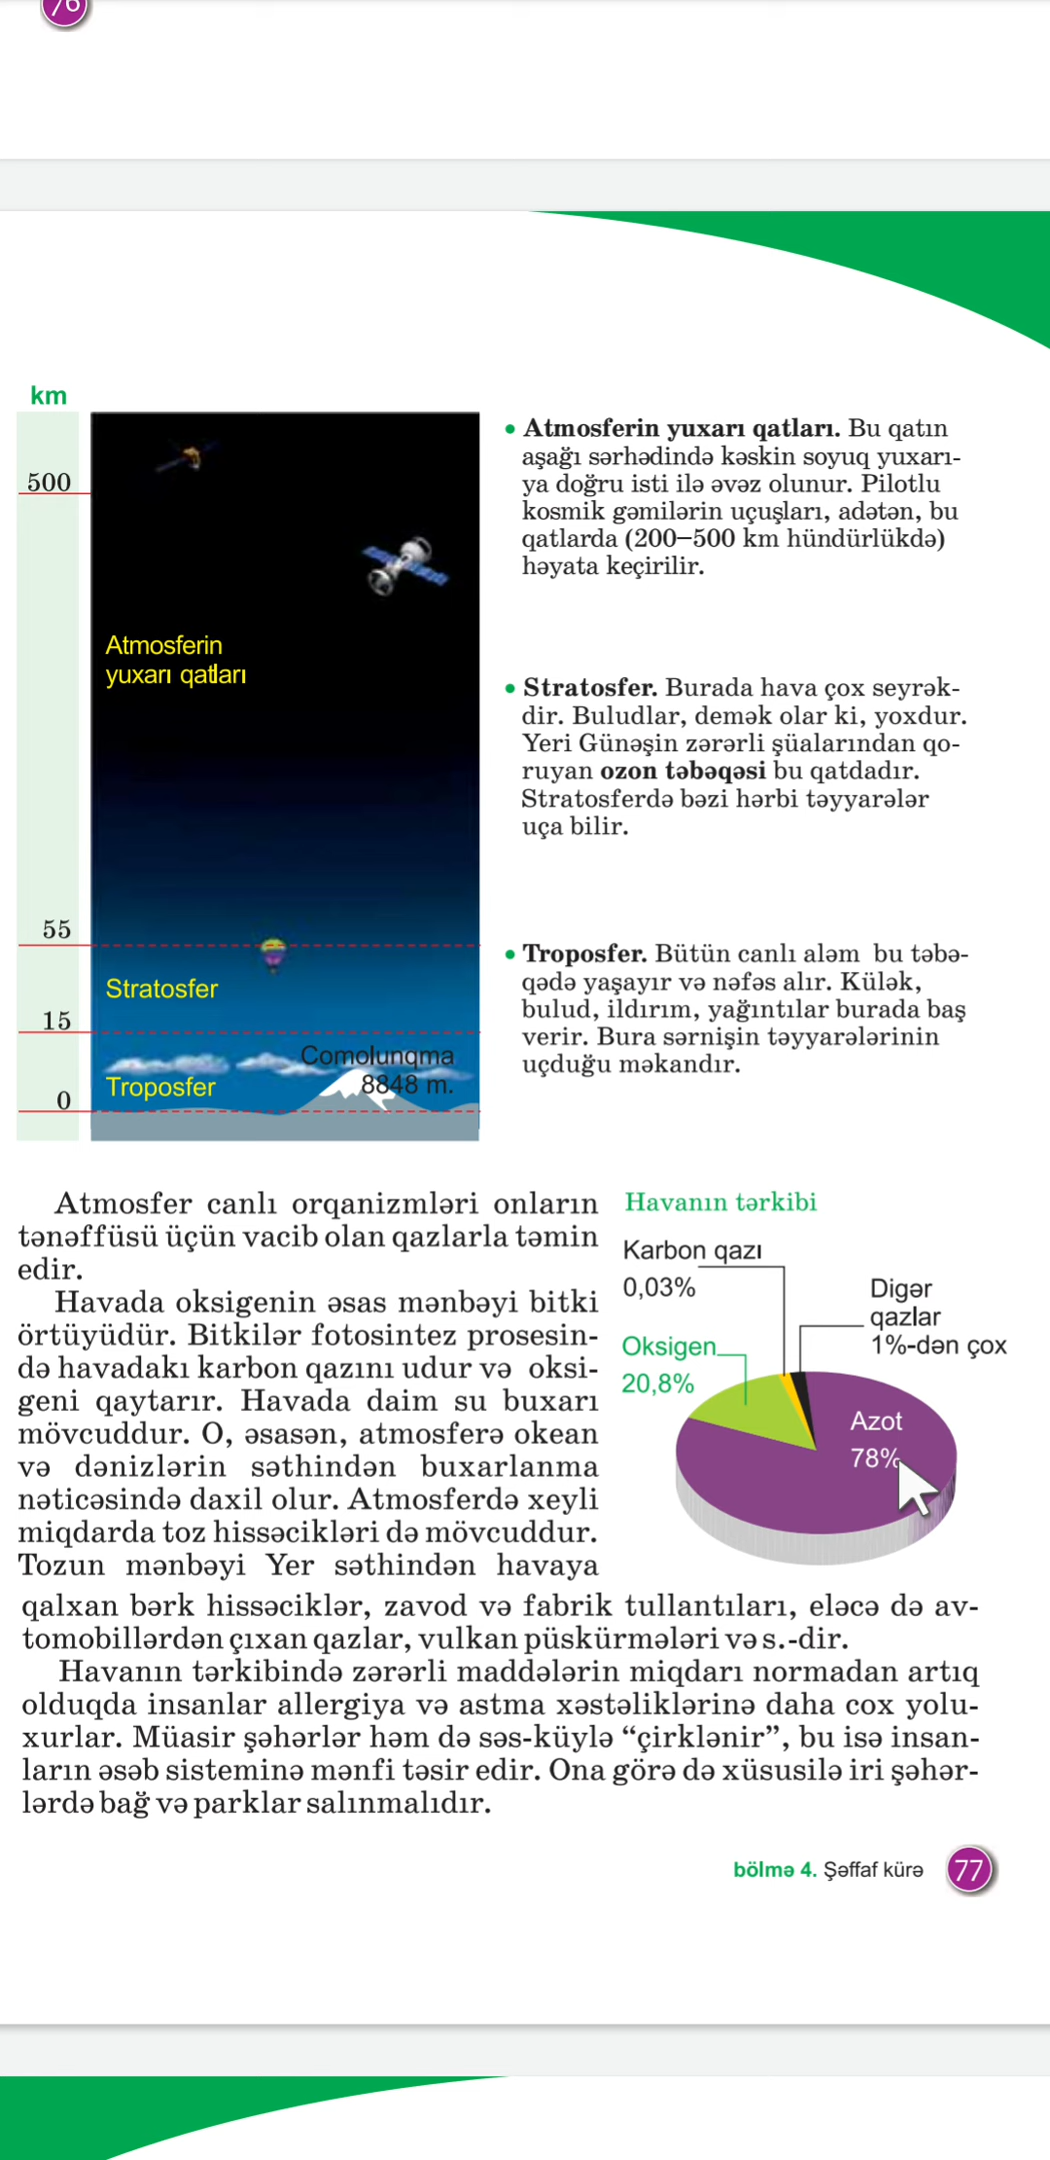 76
km
500
Atmosferin
yuxarı qatları
55
Stratosfer
15
Comolunqma
8848 m.
Troposfer
0
• Atmosferin yuxarı qatları. Bu qatın
aşağı sərhədində kəskin soyuq yuxarı-
ya doğru isti ilə əvəz olunur. Pilotlu
kosmik gəmilərin uçuşları, adətən, bu
qatlarda (200–500 km hündürlükdə)
həyata keçirilir.
• Stratosfer. Burada hava çox seyrək-
dir. Buludlar, demək olar ki, yoxdur.
Yeri Günəşin zərərli şüalarından qo-
ruyan ozon təbəqəsi bu qatdadır.
Stratosferdə bəzi hərbi təyyarələr
uça bilir.
• Troposfer. Bütün canlı aləm bu təbə-
qədə yaşayır və nəfəs alır. Külək,
bulud, ildırım, yağıntılar burada baş
verir. Bura sərnişin təyyarələrinin
uçduğu məkandır.
Atmosfer canlı orqanizmləri onların
tənəffüsü üçün vacib olan qazlarla təmin
edir.
Havada oksigenin əsas mənbəyi bitki
örtüyüdür. Bitkilər fotosintez prosesin-
də havadakı karbon qazını udur və oksi-
geni qaytarır. Havada daim su buxarı
mövcuddur. O, əsasən, atmosferə okean
və dənizlərin səthindən buxarlanma
nəticəsində daxil olur. Atmosferdə xeyli
miqdarda toz hissəcikləri də mövcuddur.
Tozun mənbəyi Yer səthindən havaya
qalxan bərk hissəciklər, zavod və fabrik tullantıları, eləcə də av-
tomobillərdən çıxan qazlar, vulkan püskürmələri və s.-dir.
Havanın tərkibində zərərli maddələrin miqdarı normadan artıq
olduqda insanlar allergiya və astma xəstəliklərinə daha cox yolu-
xurlar. Müasir şəhərlər həm də səs-küylə “çirklənir”, bu isə insan-
ların əsəb sisteminə mənfi təsir edir. Ona görə də xüsusilə iri şəhər-
lərdə bağ və parklar salınmalıdır.
Havanın tərkibi
Karbon qazı
0,03%
Digər
qazlar
1%-dən çox
Oksigen
20,8%
Azot
78%
bölmə 4. Şəffaf kürə 77